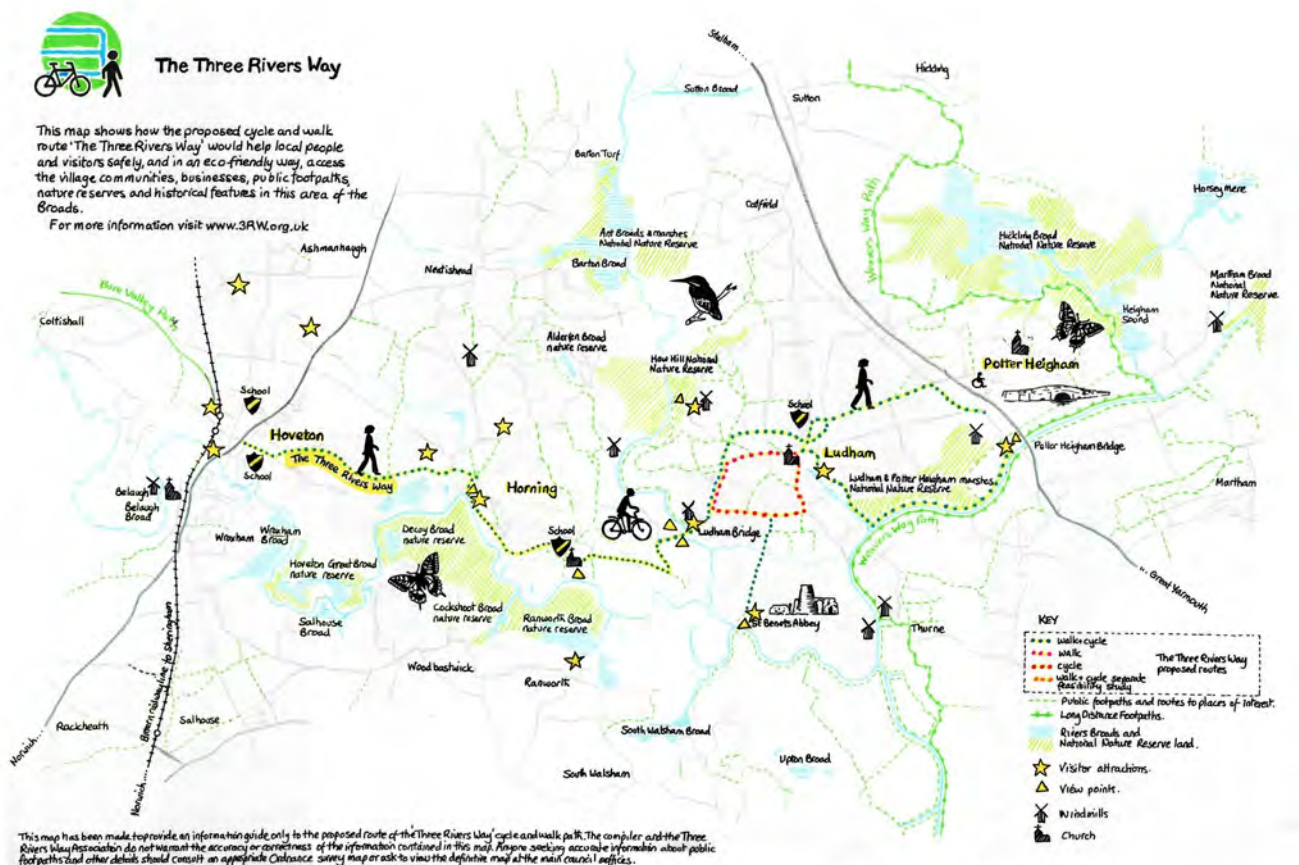 The Three Rivers Way
This map shows how the proposed cycle and walk
route 'The Three Rivers Way' would help local people
and visitors safely, and in an eco-friendly way, access
the village communities, businesses, public footpaths,
nature reserves and historical features in this area of the
Broads.
For more information visit www.3RW.org.uk
Stalham
Hickling
Sutton Broad
Sutton
Barton Turf
Horsey mere
Catfield
Weavers Way Path
Ant Broads & marshes
National Nature Reserve
Hickling Broad
National Nature Reserve
Ashmanhaugh
Neatishead
Barton Broad
Martham Broad
National
Nature Reserve
Bure Valley Path
Coltishall
Heigham
Sound
Alderfen Broad
nature reserve
How Hill National
Nature Reserve
Potter Heigham
School
School
Hoveton
The Three Rivers Way
School
Ludham
Potter Heigham Bridge
Ludham & Potter Heigham marshes
National Nature Reserve
Martham
Belaugh
Belaugh
Broad
Horning
Wroxham
Wroxham
Broad
Decoy Broad
nature reserve
School
Ludham Bridge
Weavers Way Path
Hoveton Great Broad
nature reserve
Great Yarmouth
Salhouse
Broad
Cockshoot Broad
nature reserve
Ranworth Broad
nature reserve
St Benets Abbey
Thurne
Woodbastwick
Ranworth
Bittern railway line to Sheringham
Rackheath
Salhouse
Norwich
Norwich
South Walsham Broad
South Walsham
Upton Broad
KEY
walk+cycle
walk
cycle
walk + cycle separate
feasibility study
The Three Rivers Way
proposed routes
Public footpaths and routes to places of interest.
Long Distance Footpaths.
Rivers Broads and
National Nature Reserve land.
Visitor attractions.
View points.
Windmills
Church
This map has been made to provide an information guide only to the proposed route of the 'Three Rivers Way' cycle and walk path. The compiler and the Three
Rivers Way Association do not warrant the accuracy or correctness of the information contained in this map. Anyone seeking accurate information about public
footpaths and other details should consult an appropriate Ordnance survey map or ask to view the definitive map at the main council offices.